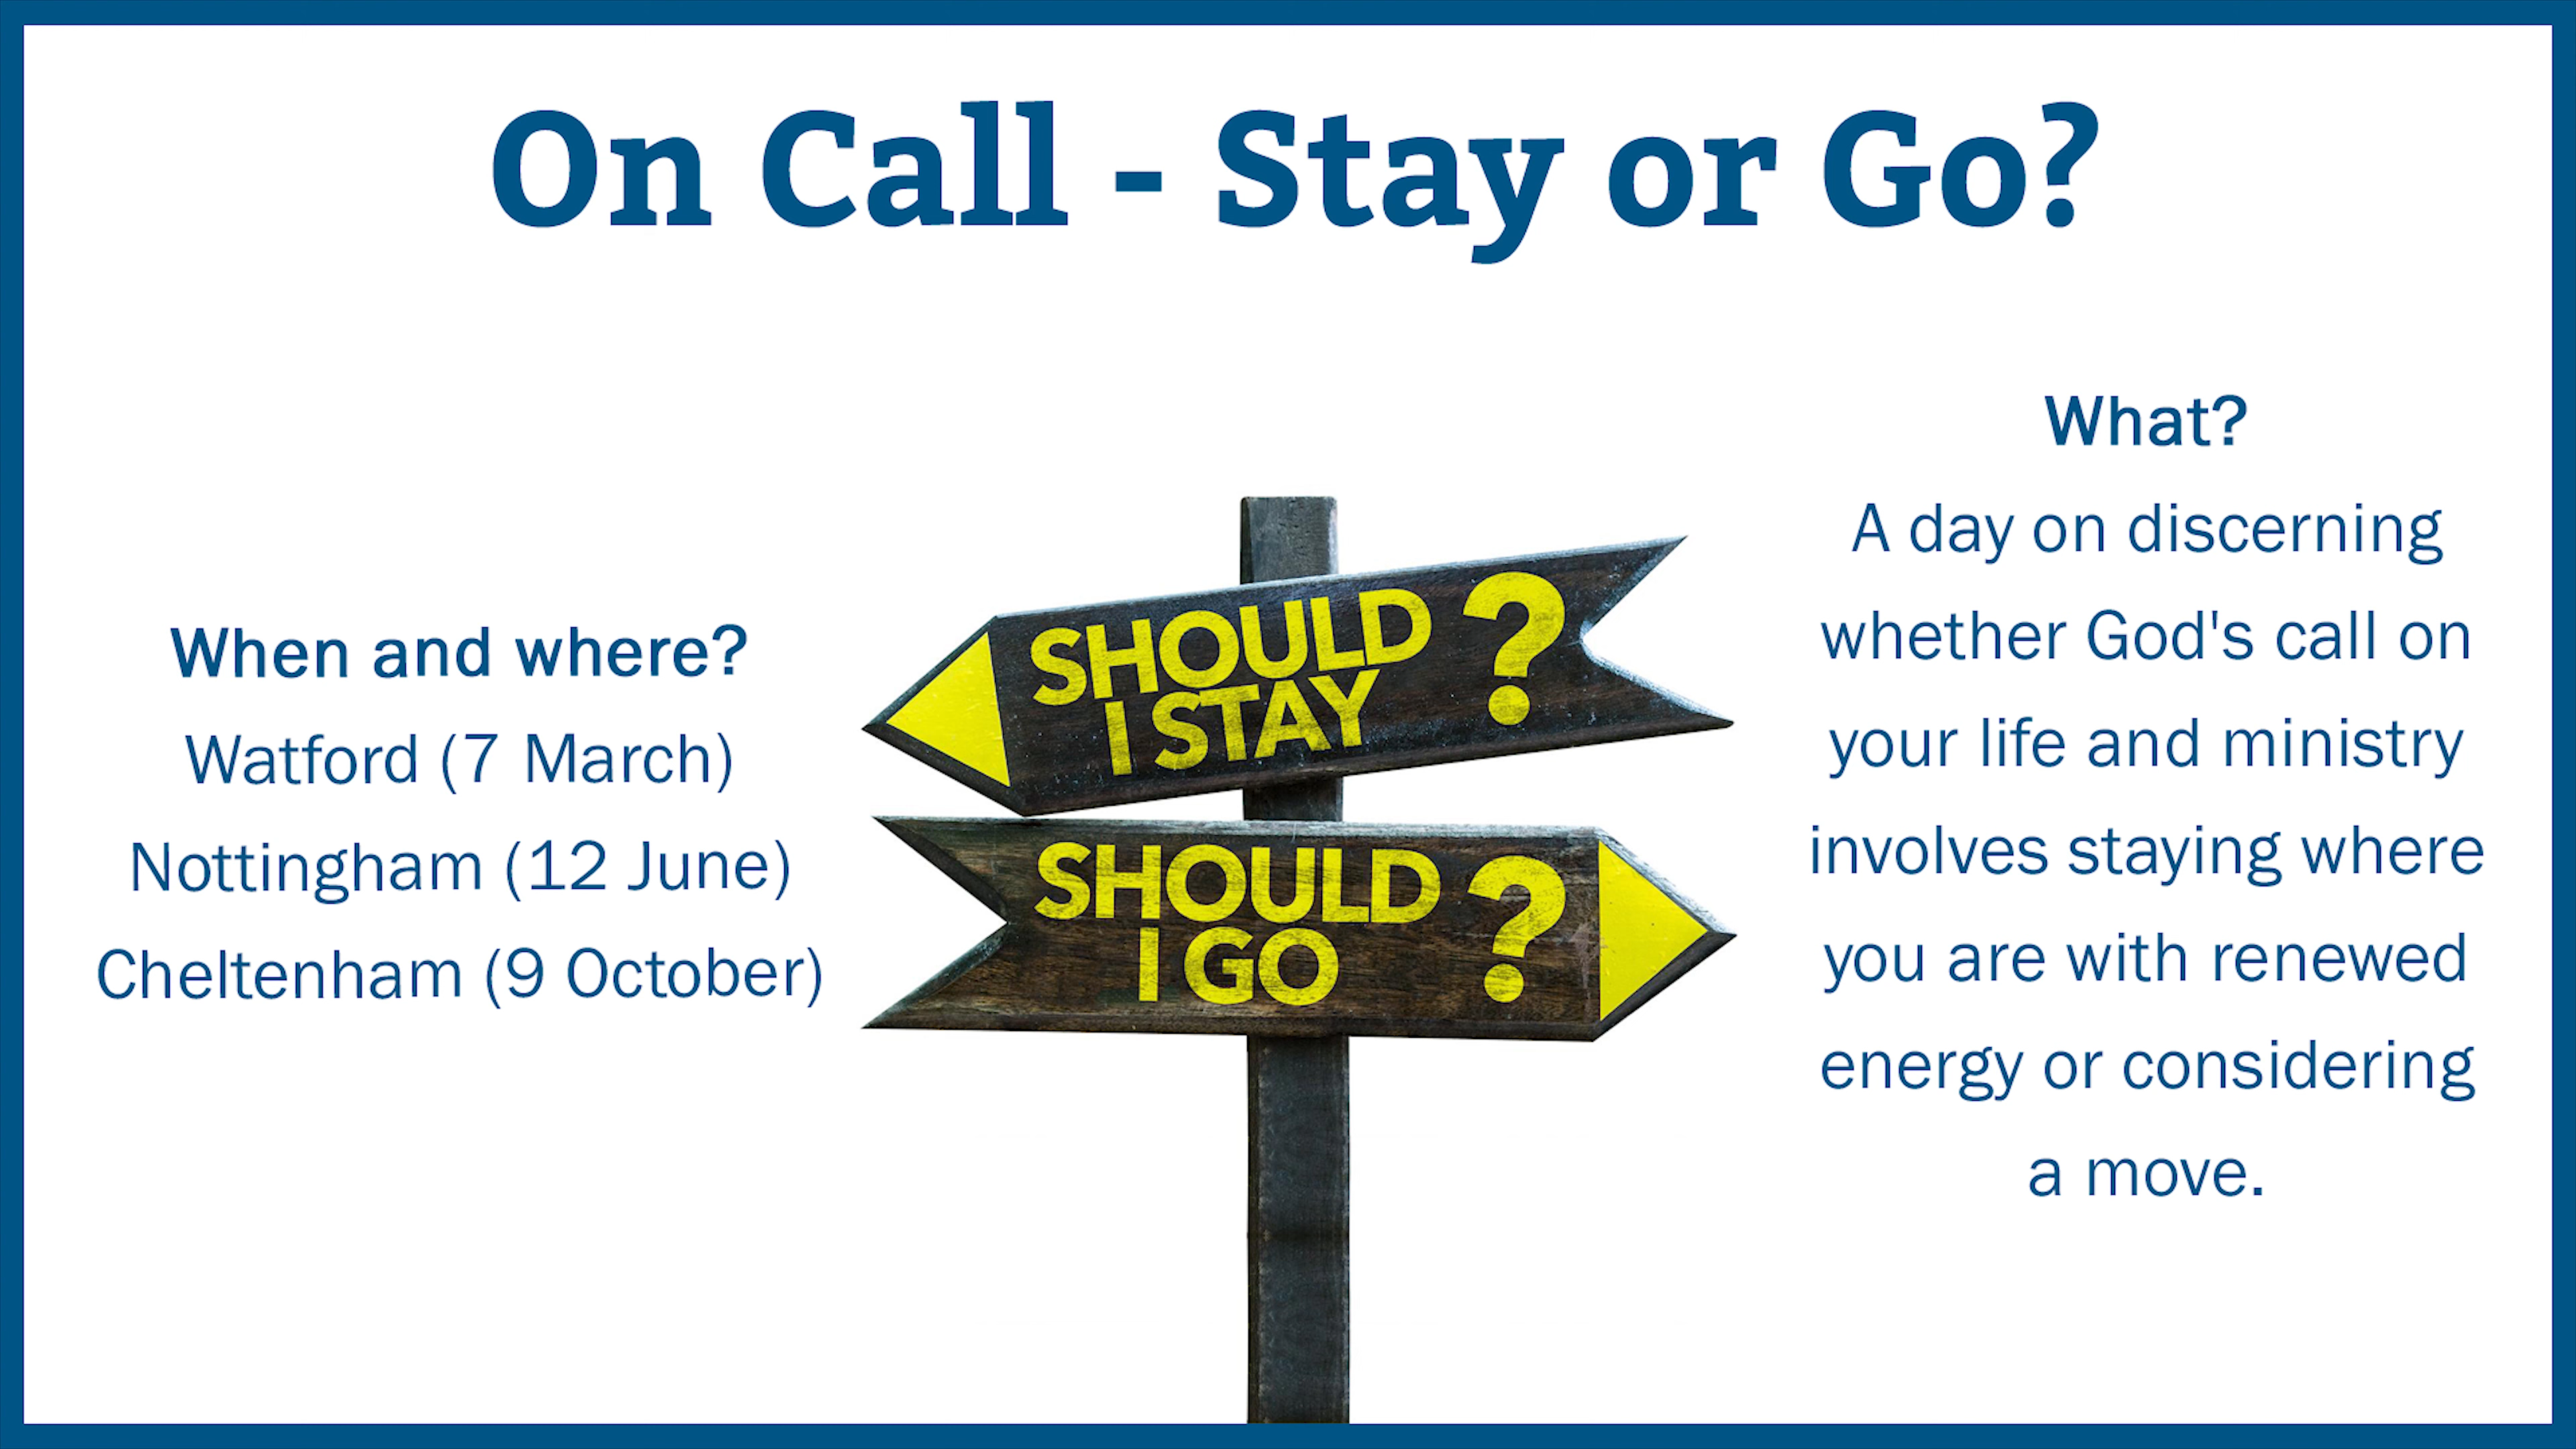 On Call - Stay or Go?
When and where?
Watford (7 March)
Nottingham (12 June)
Cheltenham (9 October)
SHOULD
I STAY ?
SHOULD
I GO ?
What?
A day on discerning
whether God's call on
your life and ministry
involves staying where
you are with renewed
energy or considering
a move.